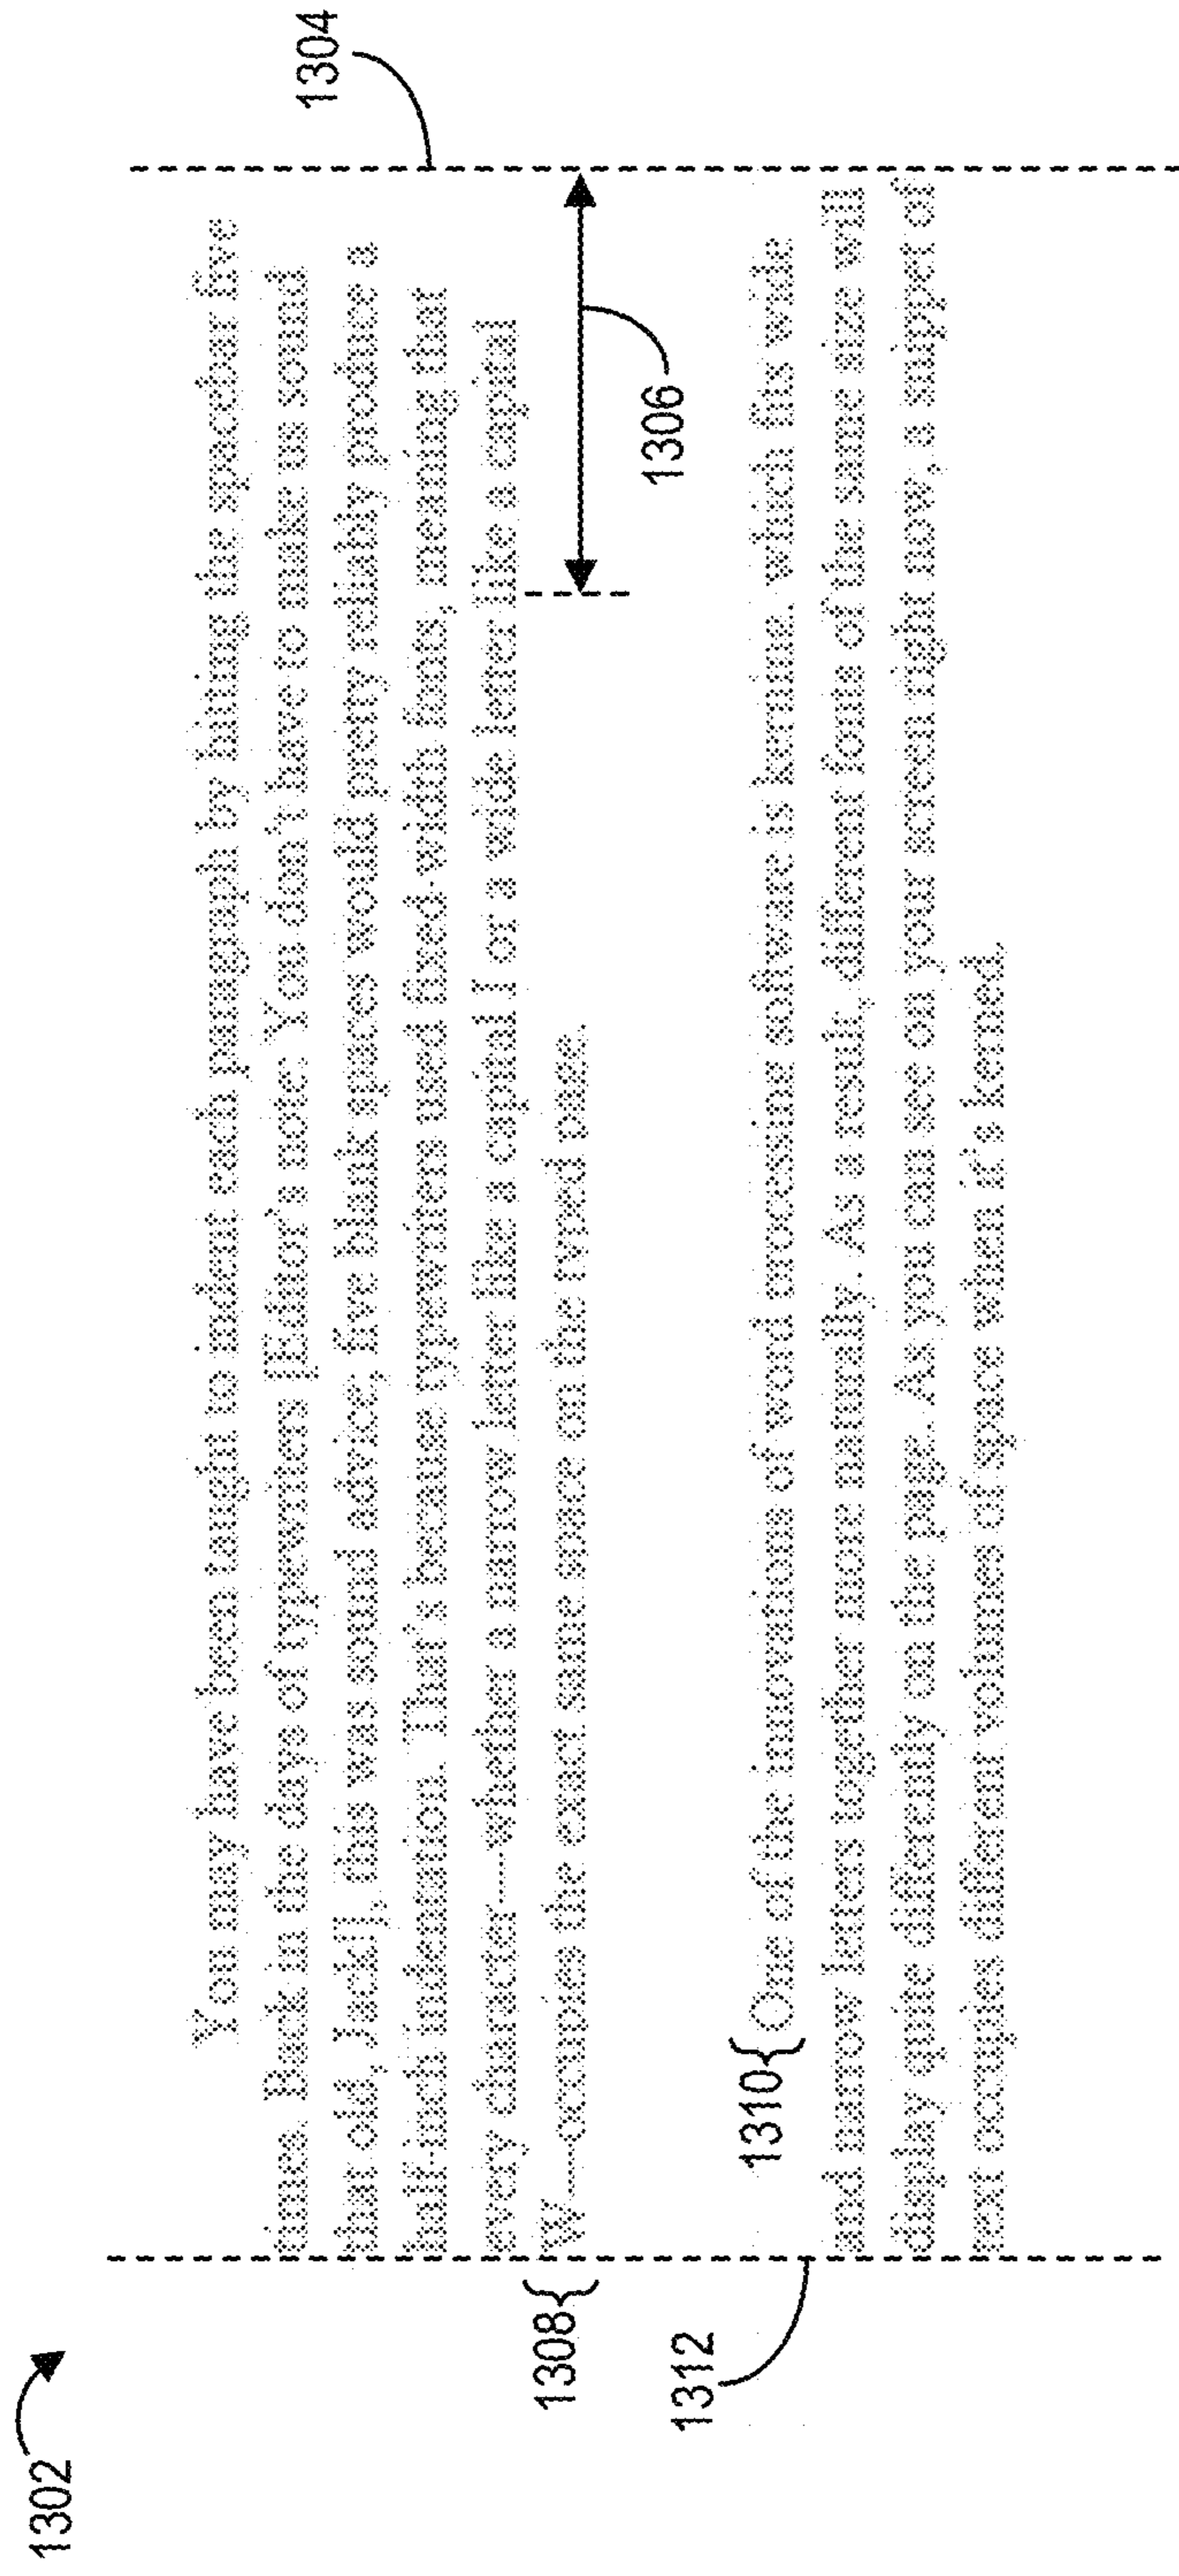 1302
You may have been taught to indent each paragraph by hitting the spacebar five
times. Back in the days of typewriters [Editor's note: You don't have to make us sound
that old, Jack!], this was sound advice; five blank spaces would pretty reliably produce a
half-inch indentation. That's because typewriters used fixed-width fonts, meaning that
every character—whether a narrow letter like a capital I or a wide letter like a capital
1308{ W—occupies the exact same space on the typed page.
1304
1306
1312
1310{ One of the innovations of word processing software is kerning, which fits wide
and narrow letters together more naturally. As a result, different fonts of the same size will
display quite differently on the page. As you can see on your screen right now, a snippet of
text occupies different volumes of space when it's kerned.